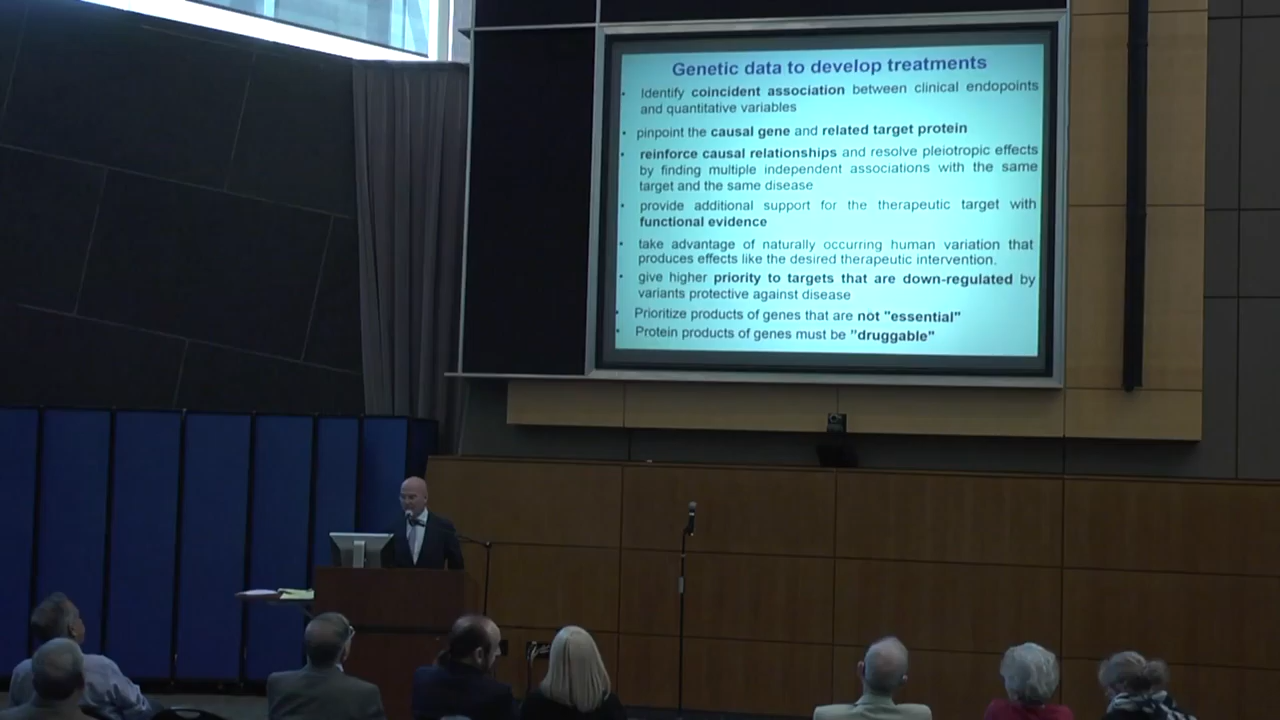 Genetic data to develop treatments
• Identify coincident association between clinical endopoints
and quantitative variables
• pinpoint the causal gene and related target protein
• reinforce causal relationships and resolve pleiotropic effects
by finding multiple independent associations with the same
target and the same disease
• provide additional support for the therapeutic target with
functional evidence
• take advantage of naturally occurring human variation that
produces effects like the desired therapeutic intervention.
• give higher priority to targets that are down-regulated by
variants protective against disease
• Prioritize products of genes that are not "essential"
• Protein products of genes must be "druggable"